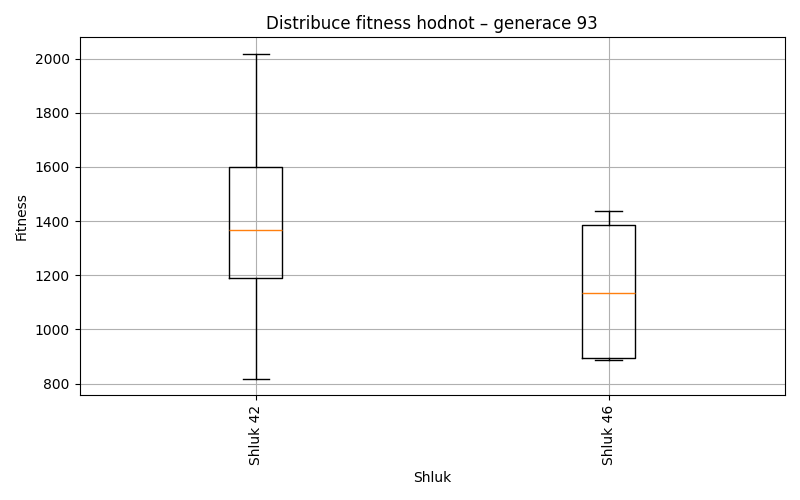 Distribuce fitness hodnot – generace 93
Fitness
2000
1800
1600
1400
1200
1000
800
Shluk 42
Shluk 46
Shluk